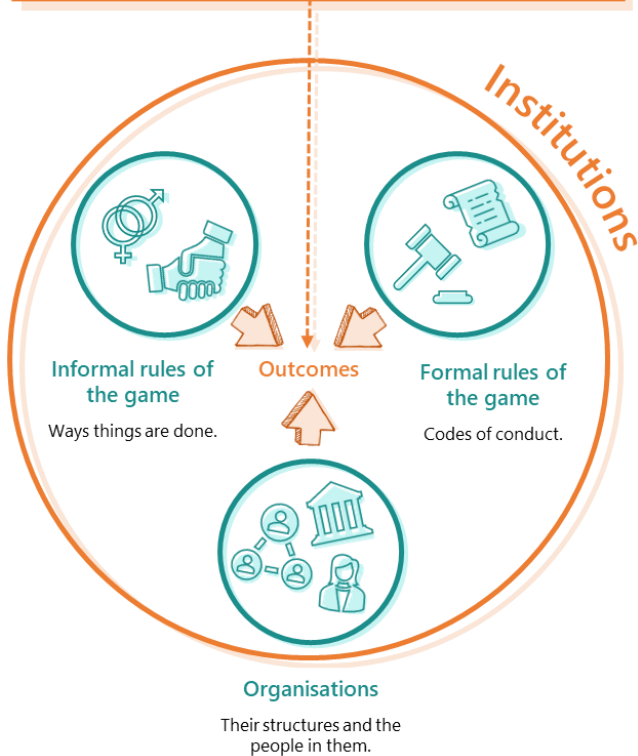 Institutions
Informal rules of
the game
Ways things are done.
Outcomes
Formal rules of
the game
Codes of conduct.
Organisations
Their structures and the
people in them.